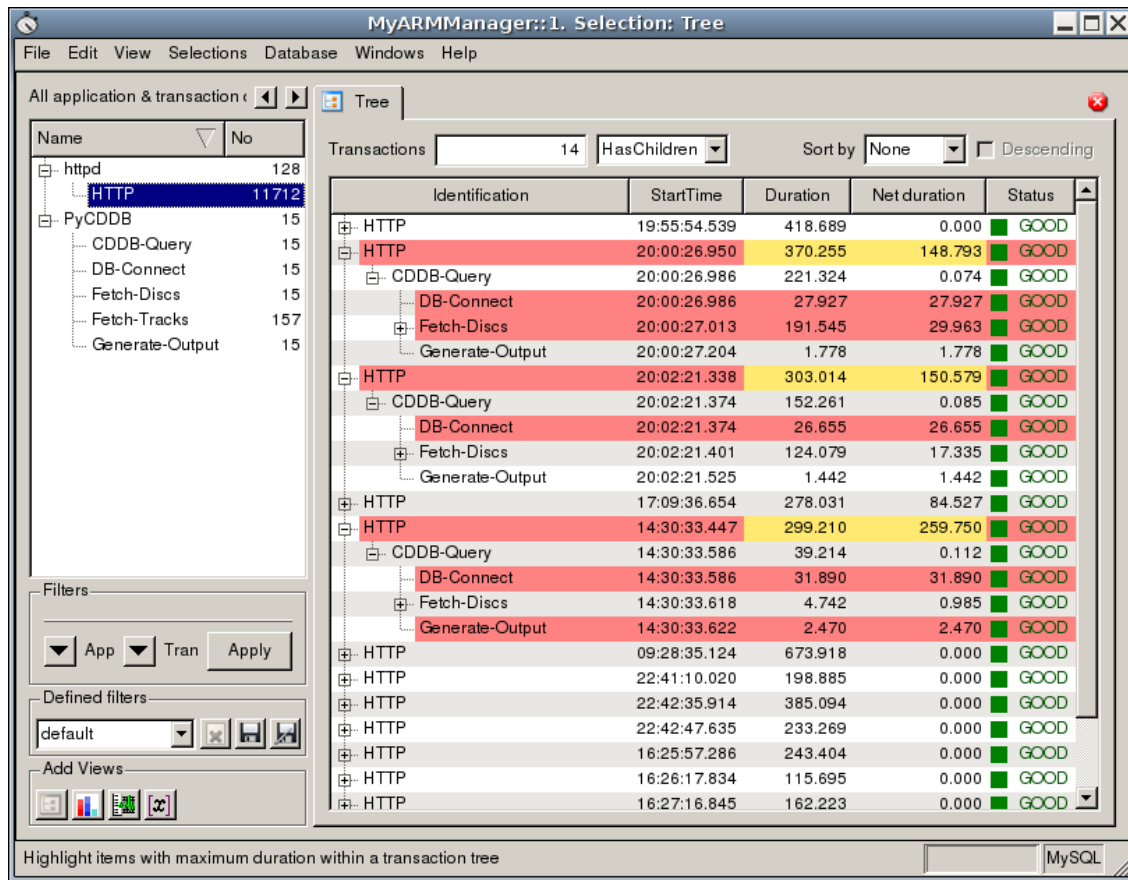 MyARMManager::1. Selection: Tree
File Edit View Selections Database Windows Help
All application & transaction
Name No
httpd 128
HTTP 11712
PyCDDB 15
CDDB-Query 15
DB-Connect 15
Fetch-Discs 15
Fetch-Tracks 157
Generate-Output 15
Filters
App Tran Apply
Defined filters
default
Add Views
[x]
Tree
Transactions 14 HasChildren Sort by None Descending
Identification StartTime Duration Net duration Status
HTTP 19:55:54.539 418.689 0.000 GOOD
HTTP 20:00:26.950 370.255 148.793 GOOD
CDDB-Query 20:00:26.986 221.324 0.074 GOOD
DB-Connect 20:00:26.986 27.927 27.927 GOOD
Fetch-Discs 20:00:27.013 191.545 29.963 GOOD
Generate-Output 20:00:27.204 1.778 1.778 GOOD
HTTP 20:02:21.338 303.014 150.579 GOOD
CDDB-Query 20:02:21.374 152.261 0.085 GOOD
DB-Connect 20:02:21.374 26.655 26.655 GOOD
Fetch-Discs 20:02:21.401 124.079 17.335 GOOD
Generate-Output 20:02:21.525 1.442 1.442 GOOD
HTTP 17:09:36.654 278.031 84.527 GOOD
HTTP 14:30:33.447 299.210 259.750 GOOD
CDDB-Query 14:30:33.586 39.214 0.112 GOOD
DB-Connect 14:30:33.586 31.890 31.890 GOOD
Fetch-Discs 14:30:33.618 4.742 0.985 GOOD
Generate-Output 14:30:33.622 2.470 2.470 GOOD
HTTP 09:28:35.124 673.918 0.000 GOOD
HTTP 22:41:10.020 198.885 0.000 GOOD
HTTP 22:42:35.914 385.094 0.000 GOOD
HTTP 22:42:47.635 233.269 0.000 GOOD
HTTP 16:25:57.286 243.404 0.000 GOOD
HTTP 16:26:17.834 115.695 0.000 GOOD
HTTP 16:27:16.845 162.223 0.000 GOOD
Highlight items with maximum duration within a transaction tree
MySQL